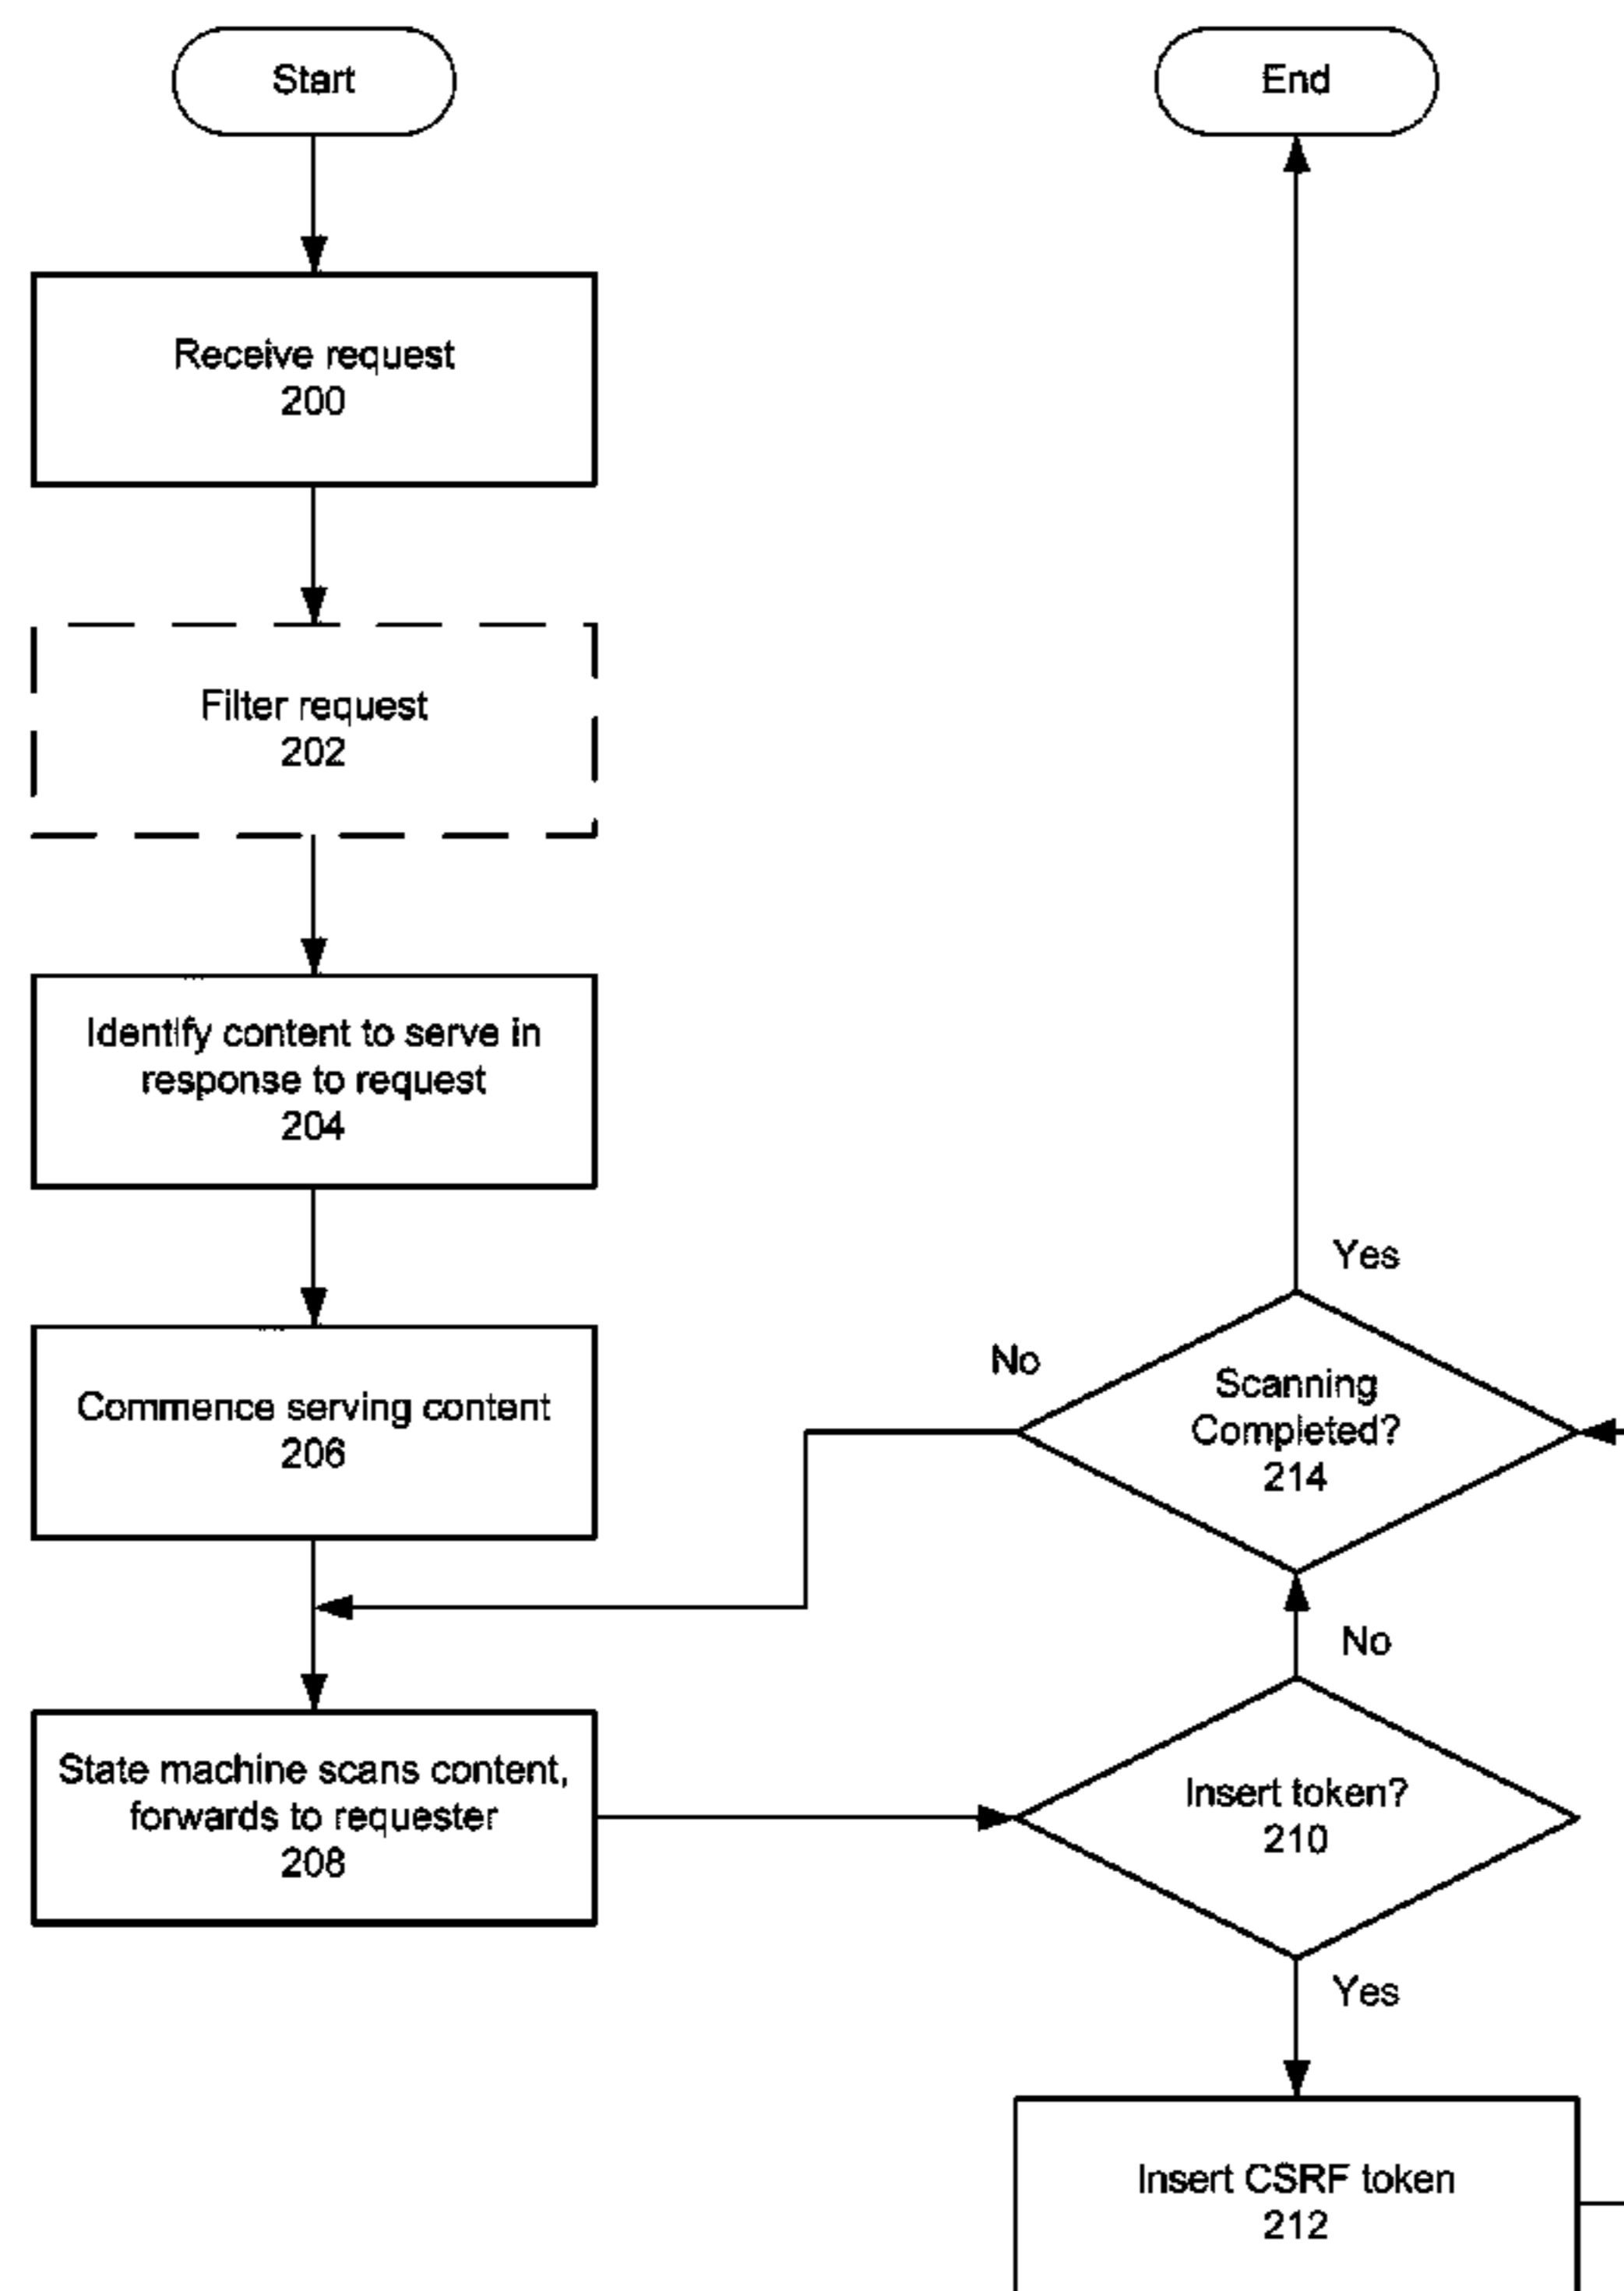 Start
Receive request
200
Filter request
202
Identify content to serve in
response to request
204
Commence serving content
206
State machine scans content,
forwards to requester
208
End
Yes
No
Scanning
Completed?
214
No
Insert token?
210
Yes
Insert CSRF token
212